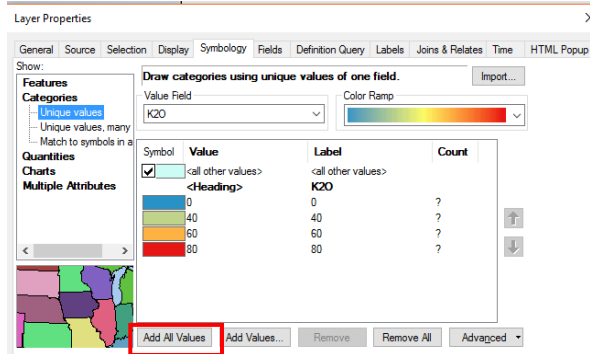 Layer Properties
General Source Selection Display Symbology Fields Definition Query Labels Joins & Relates Time HTML Popup
Show:
Features
Categories
Unique values
Unique values, many
Match to symbols in a
Quantities
Charts
Multiple Attributes
Draw categories using unique values of one field.
Import...
Value Field
K2O
Color Ramp
Symbol Value Label Count
<all other values> <all other values>
<Heading> K2O
0 0 ?
40 40 ?
60 60 ?
80 80 ?
Add All Values Add Values... Remove Remove All Advanced